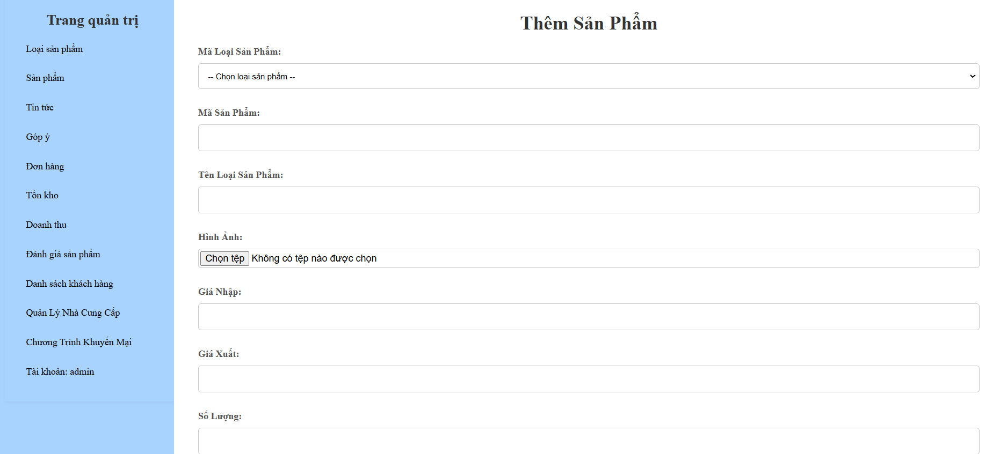 Trang quản trị
Loại sản phẩm
Sản phẩm
Tin tức
Góp ý
Đơn hàng
Tồn kho
Doanh thu
Đánh giá sản phẩm
Danh sách khách hàng
Quản Lý Nhà Cung Cấp
Chương Trình Khuyến Mại
Tài khoản: admin
Thêm Sản Phẩm
Mã Loại Sản Phẩm:
-- Chọn loại sản phẩm --
Mã Sản Phẩm:
Tên Loại Sản Phẩm:
Hình Ảnh:
Chọn tệp Không có tệp nào được chọn
Giá Nhập:
Giá Xuất:
Số Lượng: